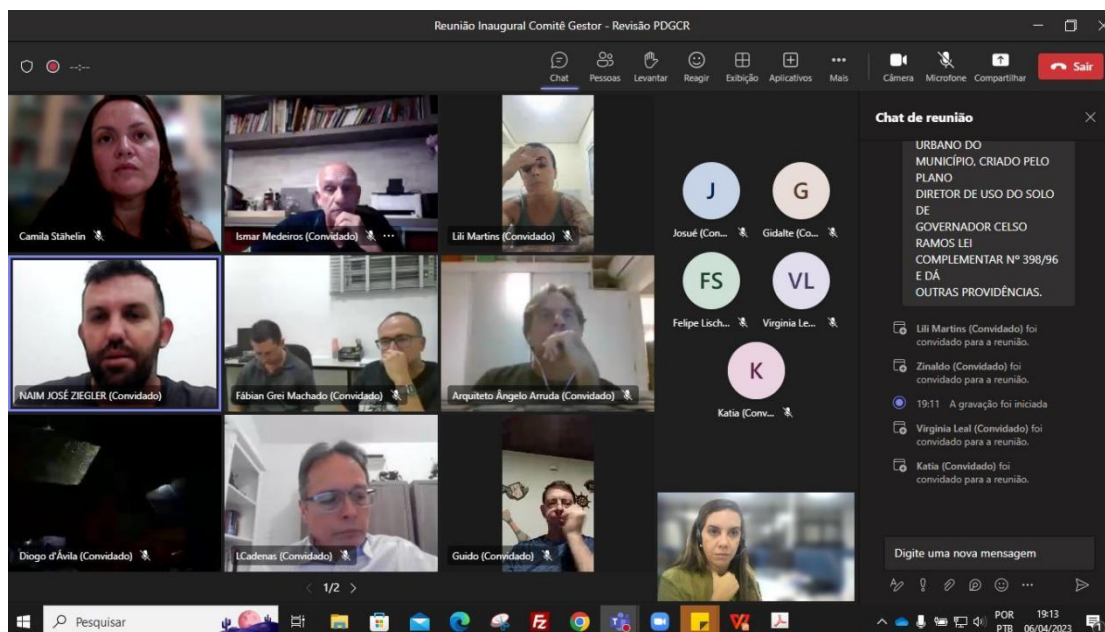 Reunião Inaugural Comitê Gestor - Revisão PDGCR
--:--
Chat
Pessoas
Levantar
Reagir
Exibição
Aplicativos
Mais
Câmera
Microfone
Compartilhar
Sair
Camila Stähelin
Ismar Medeiros (Convidado)
Lili Martins (Convidado)
NAIM JOSÉ ZIEGLER (Convidado)
Fábian Grei Machado (Convidado)
Arquiteto Ângelo Arruda (Convidado)
Diogo d'Ávila (Convidado)
LCadenas (Convidado)
Guido (Convidado)
1/2
J
Josué (Con...
G
Gidalte (Co...
FS
Felipe Lisch...
VL
Virginia Le...
K
Katia (Conv...
Chat de reunião
URBANO DO
MUNICÍPIO, CRIADO PELO
PLANO
DIRETOR DE USO DO SOLO
DE
GOVERNADOR CELSO
RAMOS LEI
COMPLEMENTAR Nº 398/96
E DÁ
OUTRAS PROVIDÊNCIAS.
Lili Martins (Convidado) foi
convidado para a reunião.
Zinaldo (Convidado) foi
convidado para a reunião.
19:11 A gravação foi iniciada
Virginia Leal (Convidado) foi
convidado para a reunião.
Katia (Convidado) foi
convidado para a reunião.
Digite uma nova mensagem
Pesquisar
POR
PTB
19:13
06/04/2023